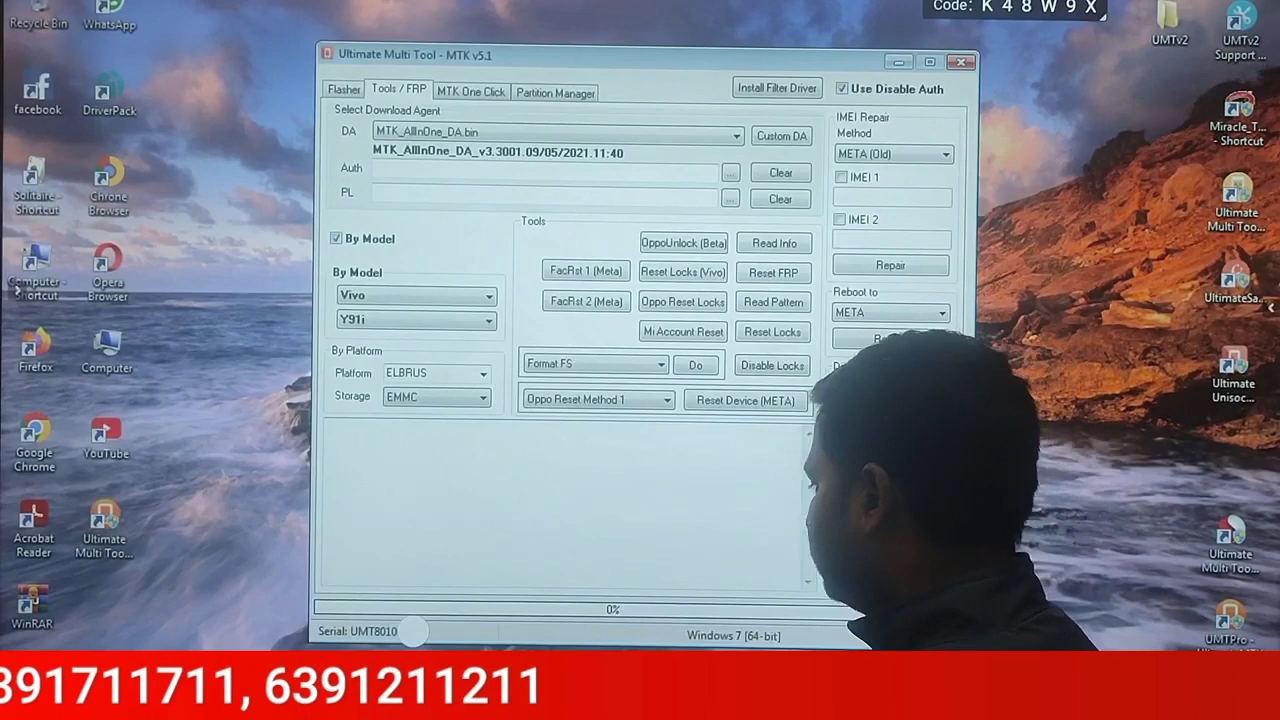 Code: K 4 8 W 9 X
Recycle Bin
WhatsApp
facebook
DriverPack
Solitaire - Shortcut
Chrome Browser
Computer - Shortcut
Opera Browser
Firefox
Computer
Google Chrome
YouTube
Acrobat Reader
Ultimate Multi Too...
WinRAR
Ultimate Multi Tool - MTK v5.1
Flasher
Tools / FRP
MTK One Click
Partition Manager
Install Filter Driver
Use Disable Auth
Select Download Agent
DA
MTK_AllInOne_DA.bin
Custom DA
MTK_AllInOne_DA_v3.3001.09/05/2021.11:40
Auth
...
Clear
PL
...
Clear
By Model
By Model
Vivo
Y91i
By Platform
Platform
ELBRUS
Storage
EMMC
Tools
OppoUnlock (Beta)
Read Info
FacRst 1 (Meta)
Reset Locks (Vivo)
Reset FRP
FacRst 2 (Meta)
Oppo Reset Locks
Read Pattern
Mi Account Reset
Reset Locks
Format FS
Do
Disable Locks
Oppo Reset Method 1
Reset Device (META)
IMEI Repair
Method
META (Old)
IMEI 1
IMEI 2
Repair
Reboot to
META
0%
Serial: UMT8010
Windows 7 [64-bit]
UMTv2
UMTv2 Support ...
Miracle_T... - Shortcut
Ultimate Multi Too...
UltimateSa...
Ultimate Unisoc...
Ultimate Multi Too...
UMTPro -
391711711, 6391211211